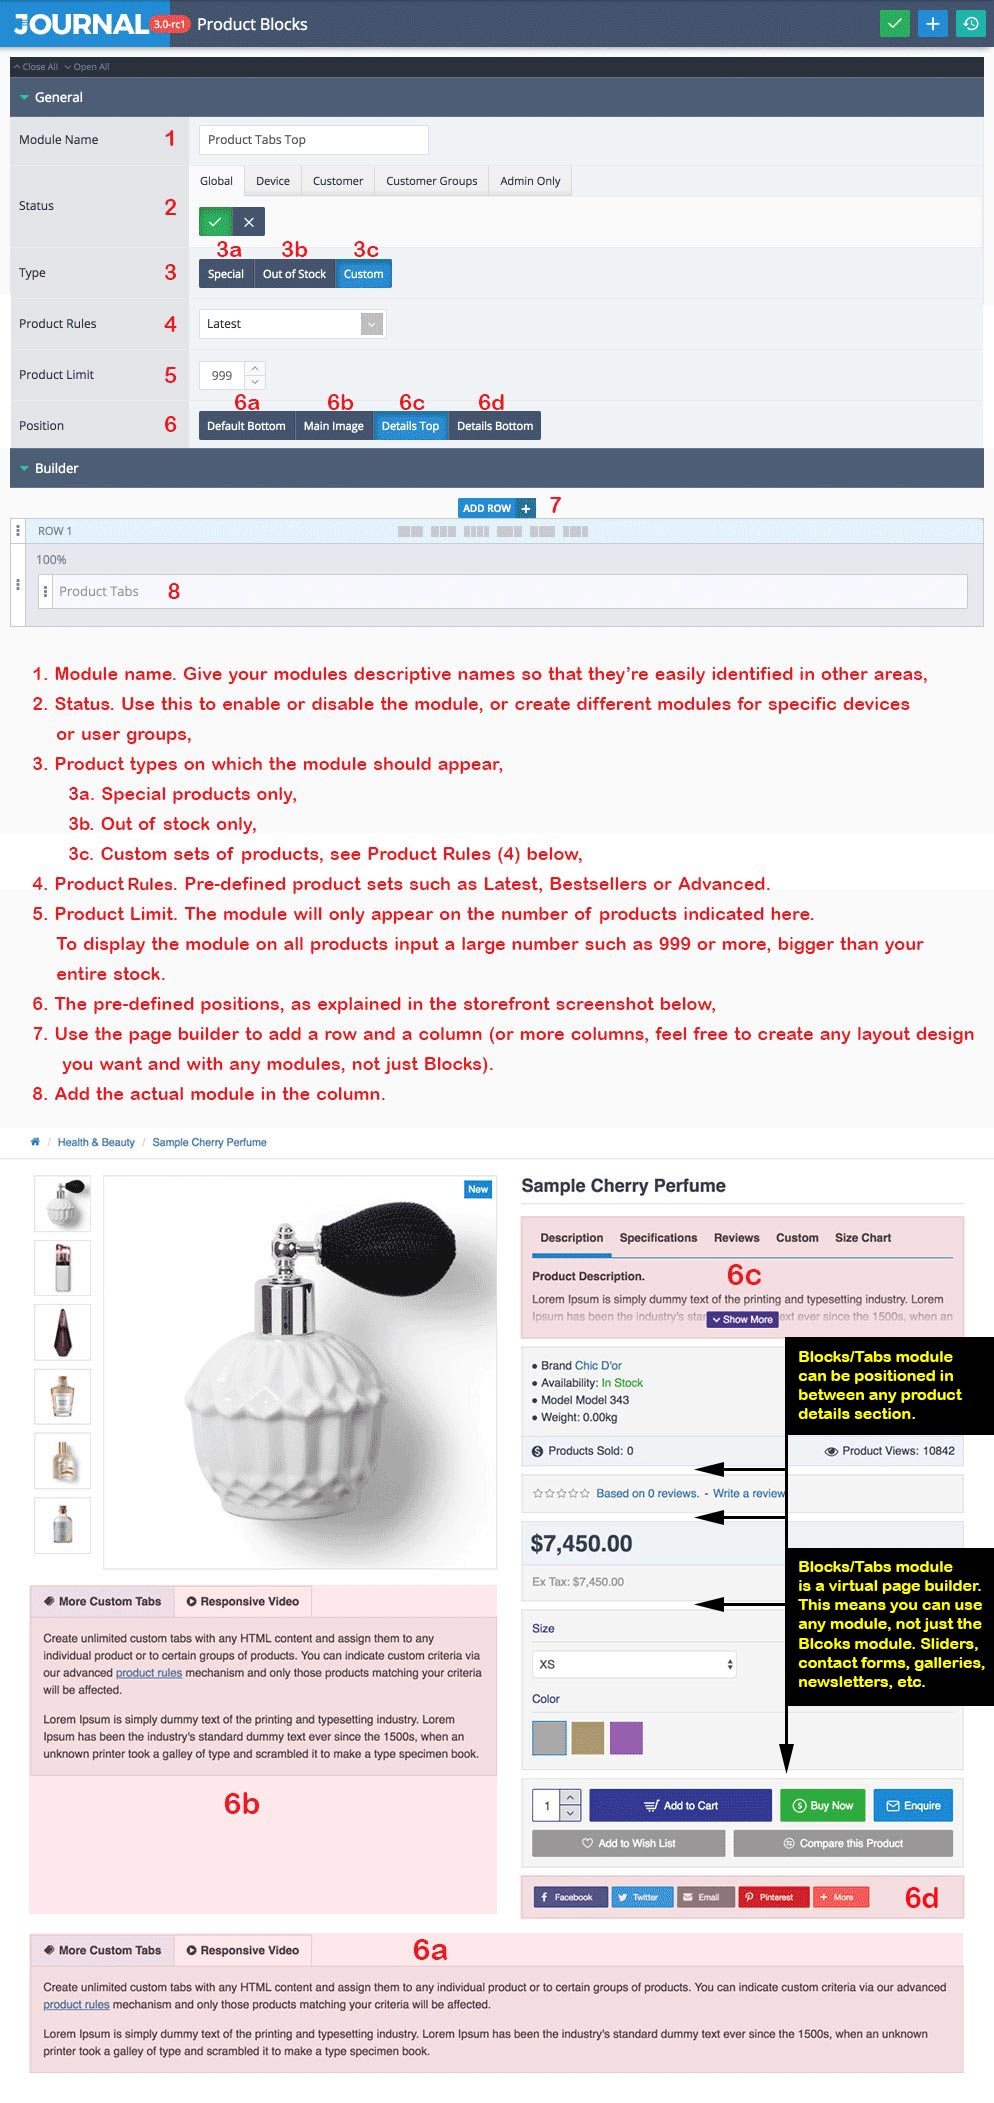 JOURNAL 3.0-rc1 Product Blocks
Close All Open All
General
Module Name 1 Product Tabs Top
Global Device Customer Customer Groups Admin Only
Status 2
3a 3b 3c
Type 3 Special Out of Stock Custom
Product Rules 4 Latest
Product Limit 5 999
6a 6b 6c 6d
Position 6 Default Bottom Main Image Details Top Details Bottom
Builder
ADD ROW + 7
ROW 1
100%
Product Tabs 8
1. Module name. Give your modules descriptive names so that they’re easily identified in other areas,
2. Status. Use this to enable or disable the module, or create different modules for specific devices
or user groups,
3. Product types on which the module should appear,
3a. Special products only,
3b. Out of stock only,
3c. Custom sets of products, see Product Rules (4) below,
4. Product Rules. Pre-defined product sets such as Latest, Bestsellers or Advanced.
5. Product Limit. The module will only appear on the number of products indicated here.
To display the module on all products input a large number such as 999 or more, bigger than your
entire stock.
6. The pre-defined positions, as explained in the storefront screenshot below,
7. Use the page builder to add a row and a column (or more columns, feel free to create any layout design
you want and with any modules, not just Blocks).
8. Add the actual module in the column.
/ Health & Beauty / Sample Cherry Perfume
New
Sample Cherry Perfume
Description Specifications Reviews Custom Size Chart
6c
Product Description.
Lorem Ipsum is simply dummy text of the printing and typesetting industry. Lorem
Ipsum has been the industry's star Show More ext ever since the 1500s, when an
Blocks/Tabs module
can be positioned in
between any product
details section.
• Brand Chic D'or
• Availability: In Stock
• Model Model 343
• Weight: 0.00kg
Products Sold: 0 Product Views: 10842
Based on 0 reviews. - Write a review
$7,450.00
Ex Tax: $7,450.00
Blocks/Tabs module
is a virtual page builder.
This means you can use
any module, not just the
Blcoks module. Sliders,
contact forms, galleries,
newsletters, etc.
Size
XS
Color
1 Add to Cart Buy Now Enquire
Add to Wish List Compare this Product
Facebook Twitter Email Pinterest More 6d
More Custom Tabs Responsive Video
Create unlimited custom tabs with any HTML content and assign them to any
individual product or to certain groups of products. You can indicate custom criteria via
our advanced product rules mechanism and only those products matching your criteria
will be affected.
Lorem Ipsum is simply dummy text of the printing and typesetting industry. Lorem
Ipsum has been the industry's standard dummy text ever since the 1500s, when an
unknown printer took a galley of type and scrambled it to make a type specimen book.
6b
More Custom Tabs Responsive Video 6a
Create unlimited custom tabs with any HTML content and assign them to any individual product or to certain groups of products. You can indicate custom criteria via our advanced
product rules mechanism and only those products matching your criteria will be affected.
Lorem Ipsum is simply dummy text of the printing and typesetting industry. Lorem Ipsum has been the industry's standard dummy text ever since the 1500s, when an unknown
printer took a galley of type and scrambled it to make a type specimen book.